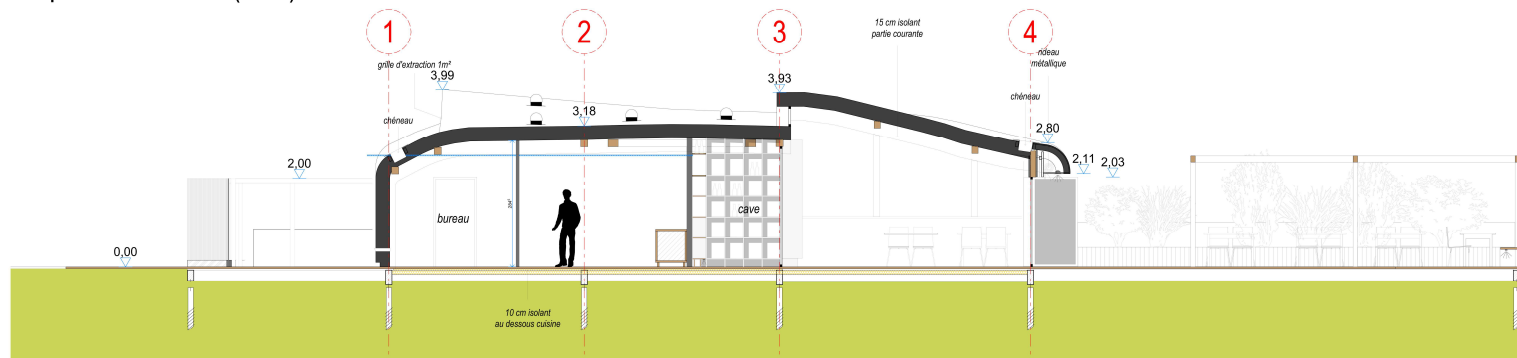 1
2
3
4
15 cm isolant
partie courante
métallique
grille d'extraction 1m²
3,99
3,93
chéneau
chéneau
3,18
2,80
2,00
2,11
2,03
bureau
cave
0,00
10 cm isolant
au dessous cuisine